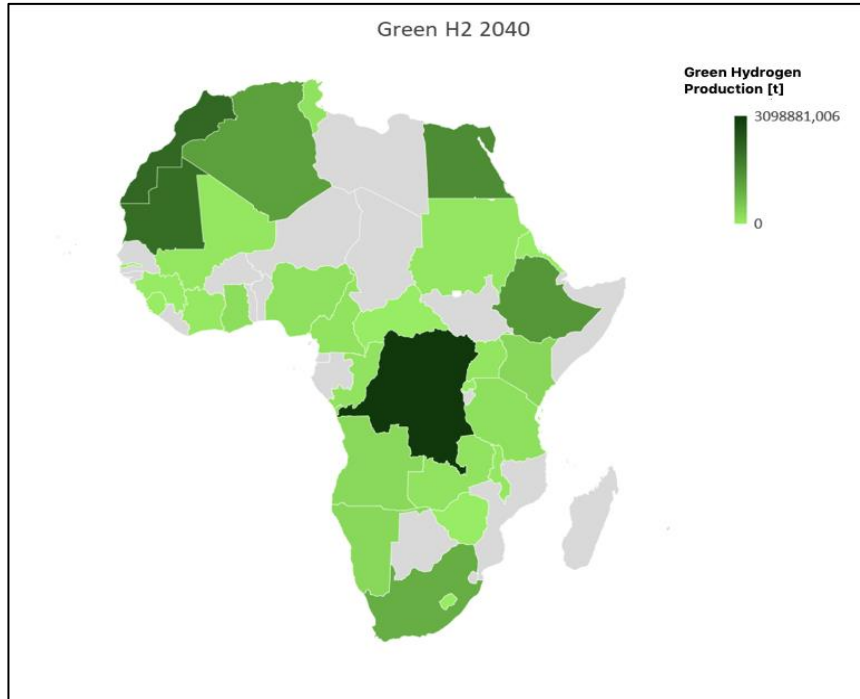 Green H2 2040
Green Hydrogen
Production [t]
3098881,006
0